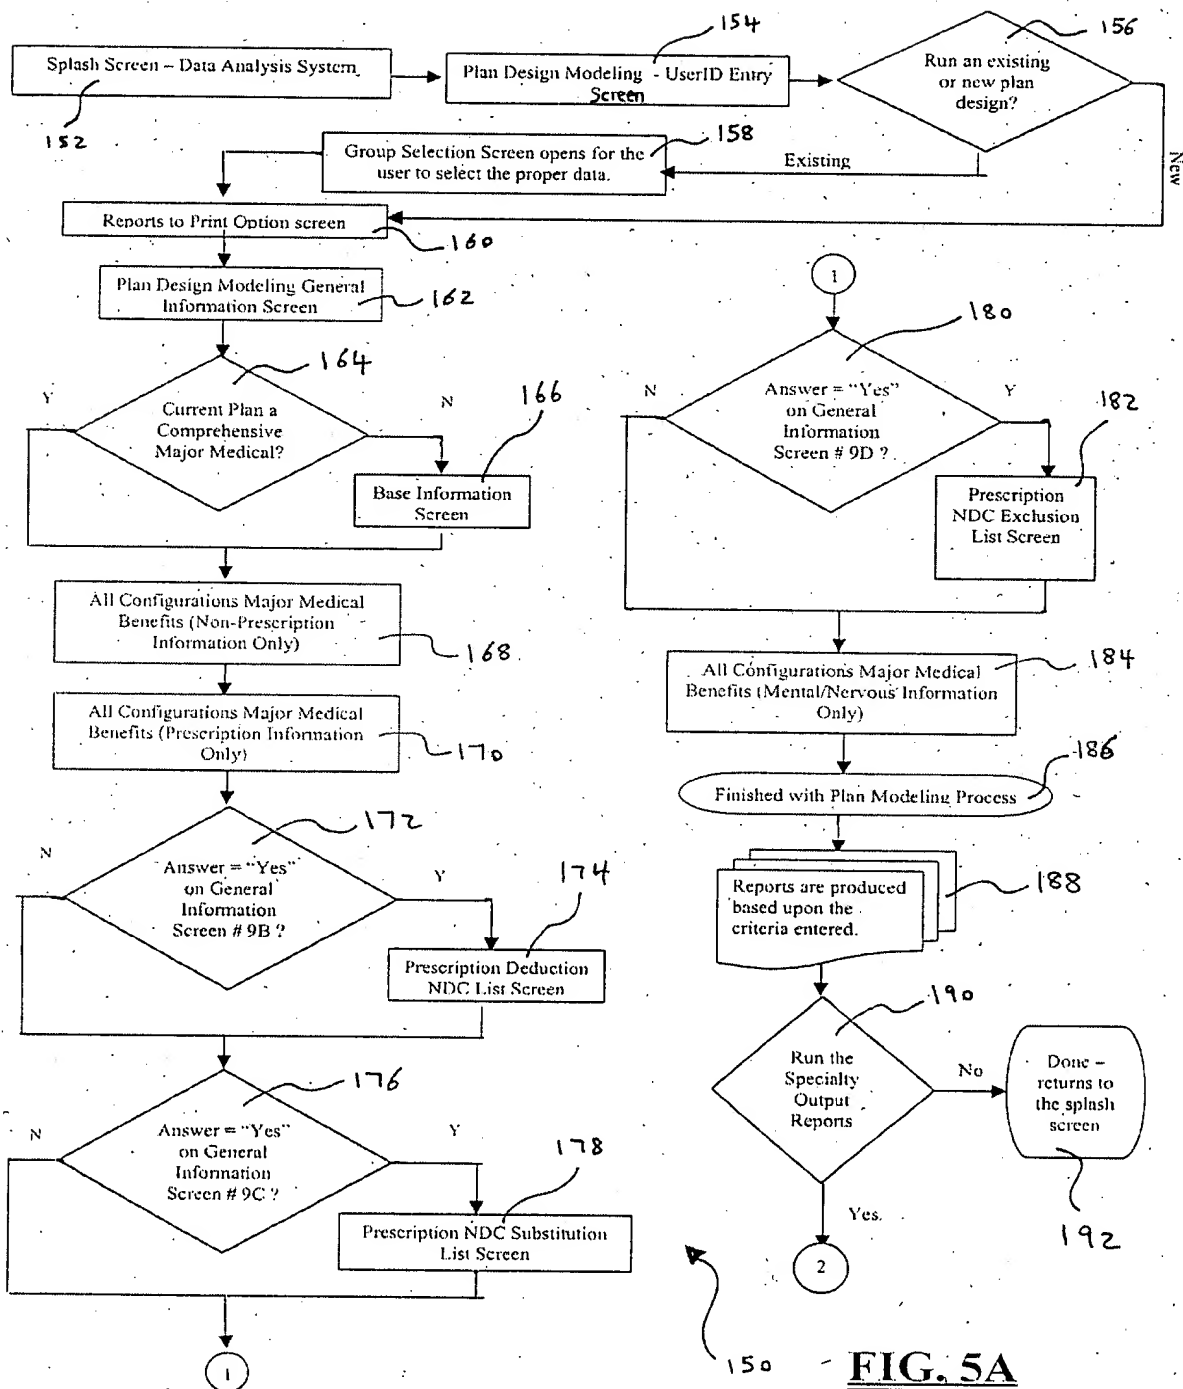 154
156
Splash Screen – Data Analysis System
Plan Design Modeling - UserID Entry
Screen
Run an existing
or new plan
design?
152
158
Group Selection Screen opens for the
user to select the proper data.
Existing
New
Reports to Print Option screen
160
Plan Design Modeling General
Information Screen
162
164
Y
N
Current Plan a
Comprehensive
Major Medical?
166
Base Information
Screen
All Configurations Major Medical
Benefits (Non-Prescription
Information Only)
168
All Configurations Major Medical
Benefits (Prescription Information
Only)
170
172
N
Y
Answer = "Yes"
on General
Information
Screen # 9B ?
174
Prescription Deduction
NDC List Screen
176
N
Y
Answer = "Yes"
on General
Information
Screen # 9C ?
178
Prescription NDC Substitution
List Screen
1
1
180
N
Y
Answer = "Yes"
on General
Information
Screen # 9D ?
182
Prescription
NDC Exclusion
List Screen
All Configurations Major Medical
Benefits (Mental/Nervous Information
Only)
184
186
Finished with Plan Modeling Process
Reports are produced
based upon the
criteria entered.
188
190
Run the
Specialty
Output
Reports
No
Done –
returns to
the splash
screen
192
Yes.
2
150
FIG. 5A